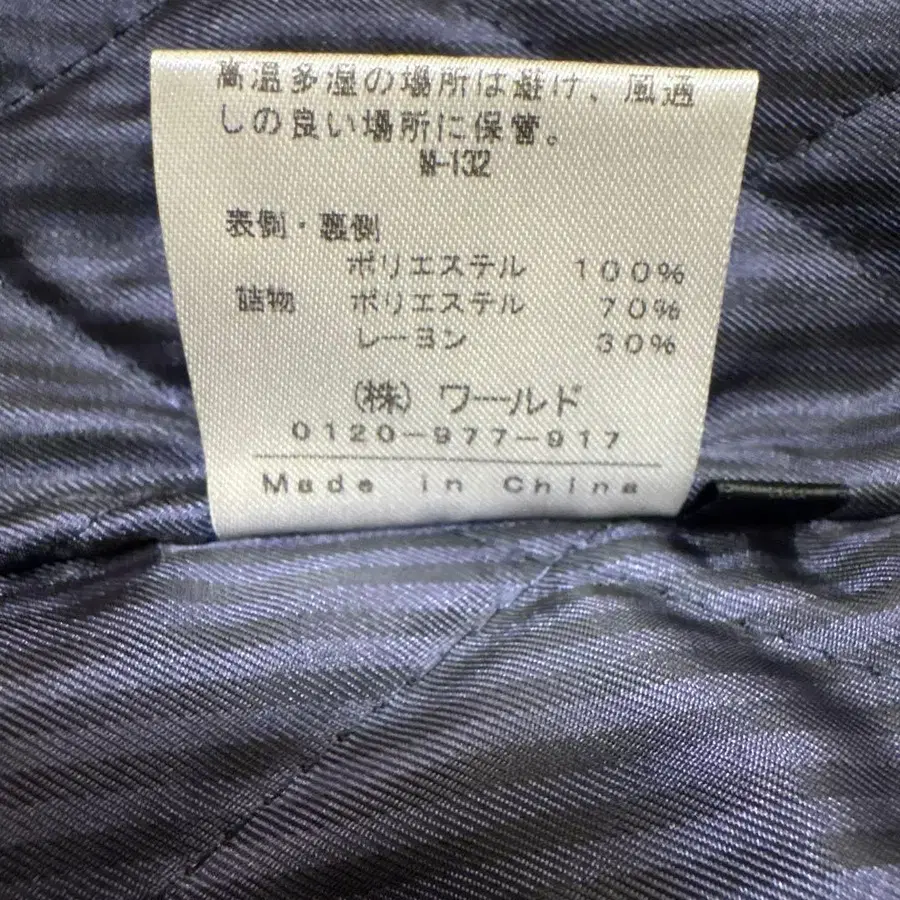 高温多湿の場所は避け、風通
しの良い場所に保管。
M-132
表側・裏側
ポリエステル 100%
詰物 ポリエステル 70%
レーヨン 30%
(株) ワールド
0120-977-917
Made in China